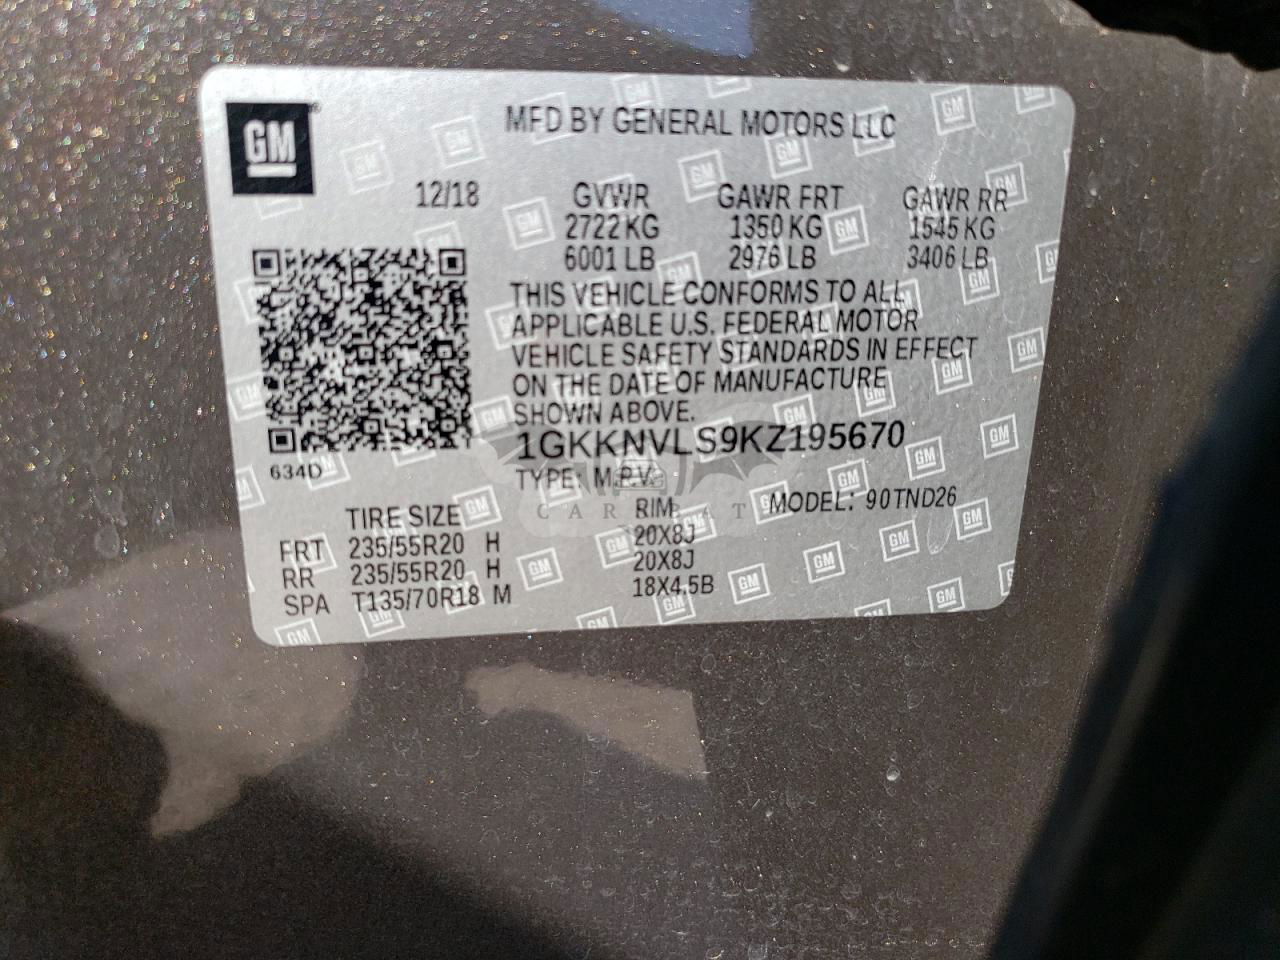 GM
MFD BY GENERAL MOTORS LLC
12/18 GVWR GAWR FRT GAWR RR
2722 KG 1350 KG 1545 KG
6001 LB 2976 LB 3406 LB
THIS VEHICLE CONFORMS TO ALL
APPLICABLE U.S. FEDERAL MOTOR
VEHICLE SAFETY STANDARDS IN EFFECT
ON THE DATE OF MANUFACTURE
SHOWN ABOVE.
1GKKNVLS9KZ195670
634D
TYPE: M.P.V. MODEL: 90TND26
CAR BAT
TIRE SIZE RIM
FRT 235/55R20 H 20X8J
RR 235/55R20 H 20X8J
SPA T135/70R18 M 18X4.5B